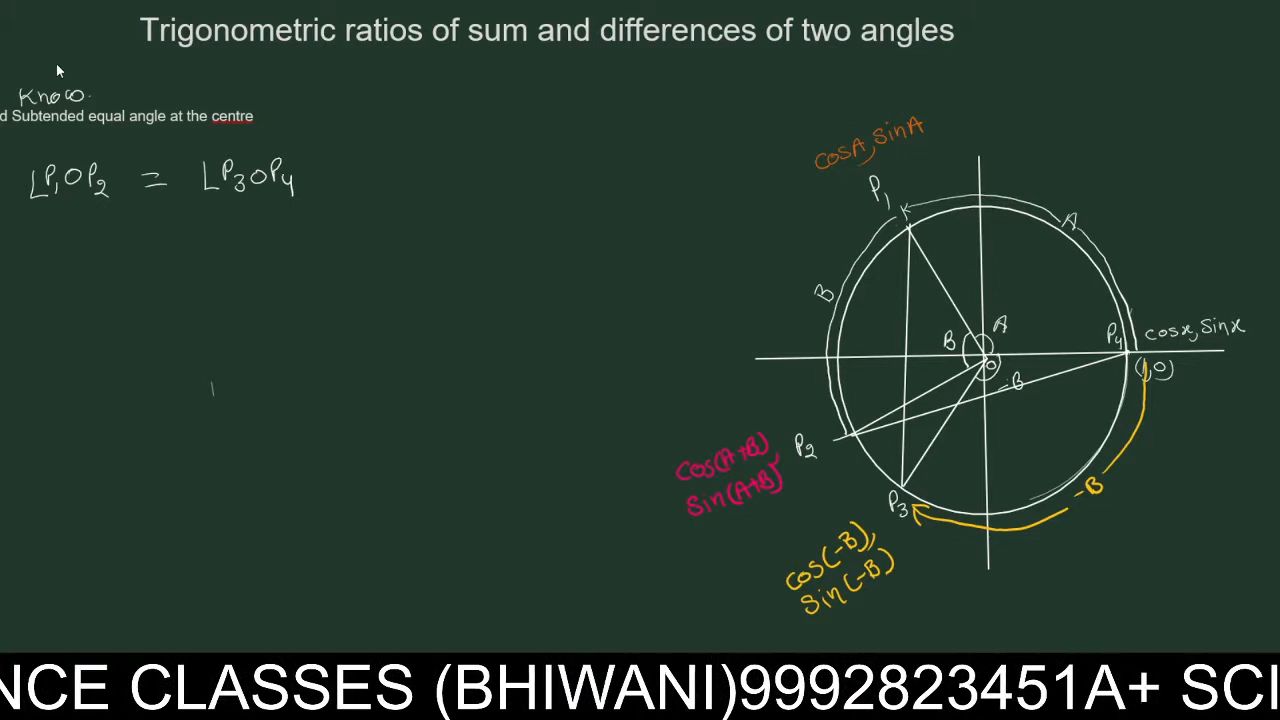 Trigonometric ratios of sum and differences of two angles
Know
d Subtended equal angle at the centre
∟P1OP2 = ∟P3OP4
cosA, sinA
P1
K
A
B
A
B
O
-B
P4
cosx, sinx
(1,0)
P2
cos(A+B),
sin(A+B)
P3
-B
cos(-B),
sin(-B)
NCE CLASSES (BHIWANI)9992823451A+ SCI